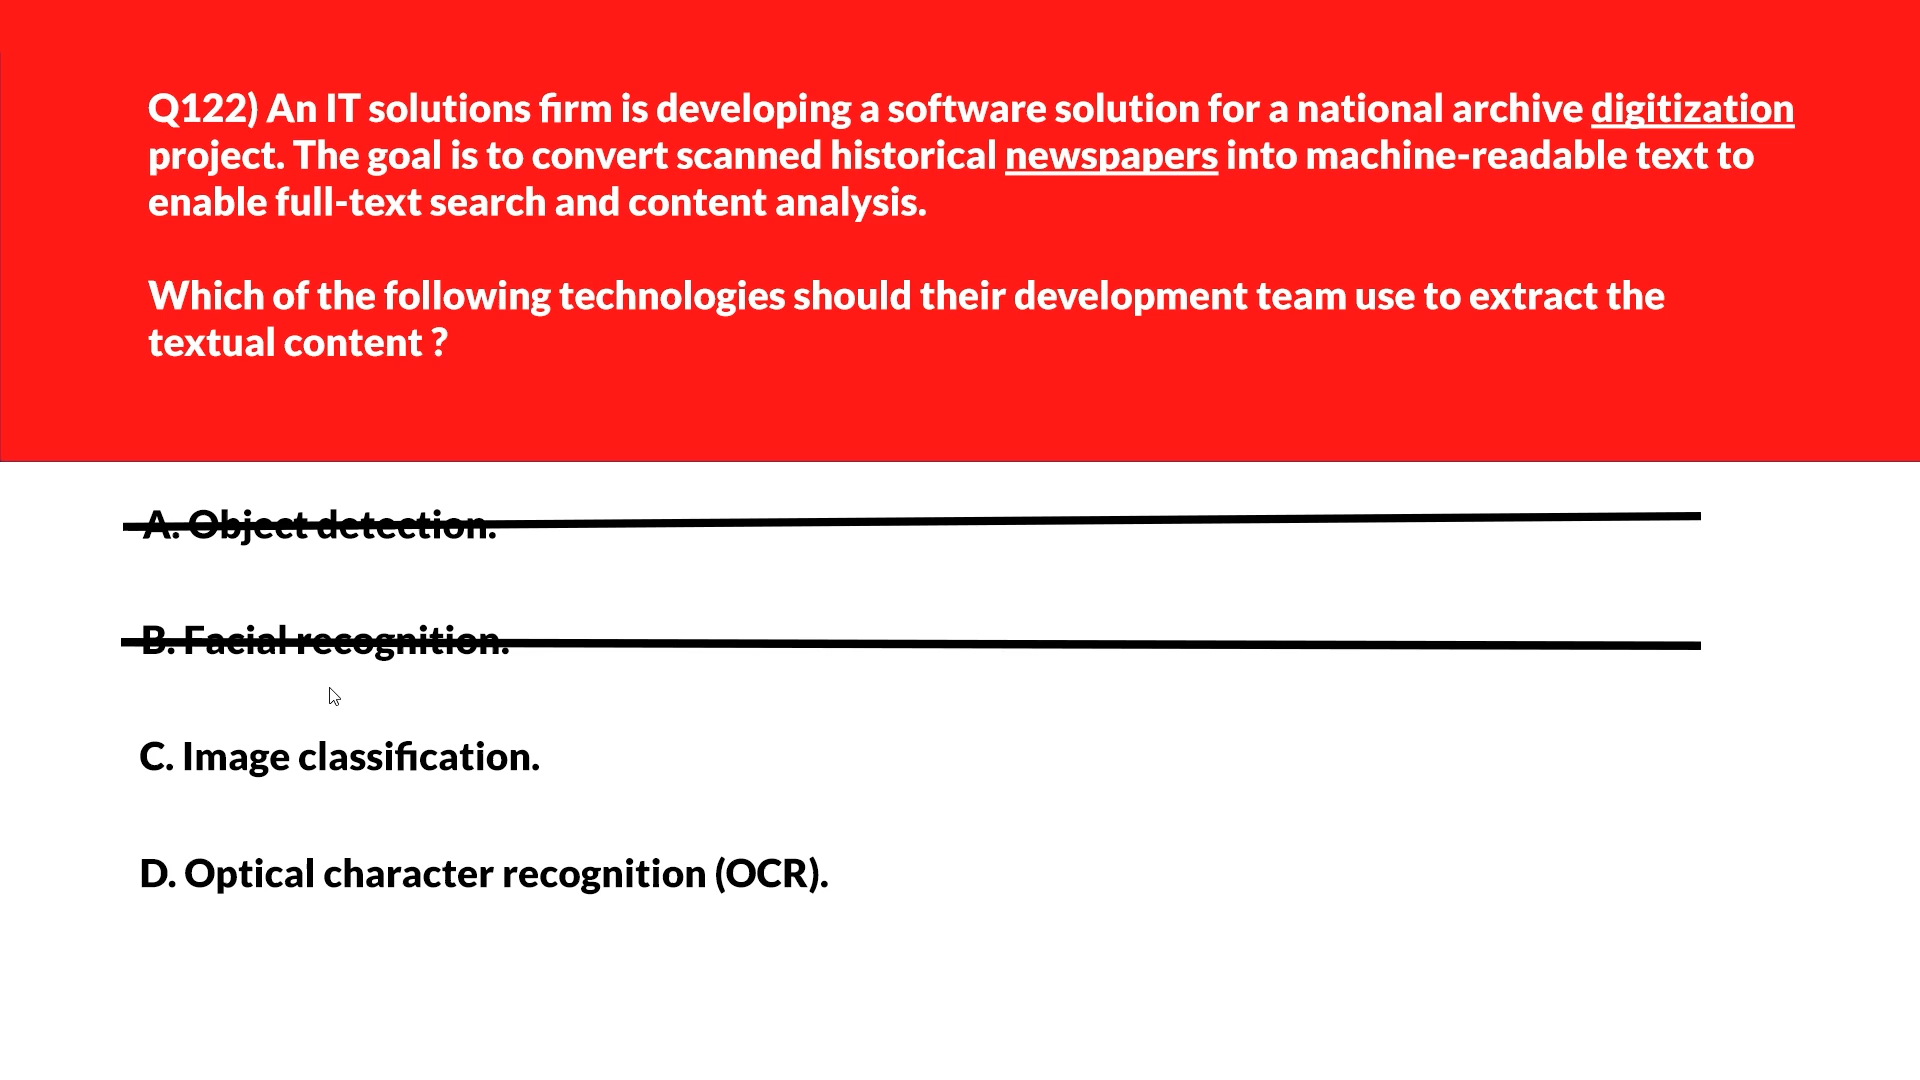 Q122) An IT solutions firm is developing a software solution for a national archive digitization
project. The goal is to convert scanned historical newspapers into machine-readable text to
enable full-text search and content analysis.
Which of the following technologies should their development team use to extract the
textual content ?
A. Object detection.
B. Facial recognition.
C. Image classification.
D. Optical character recognition (OCR).